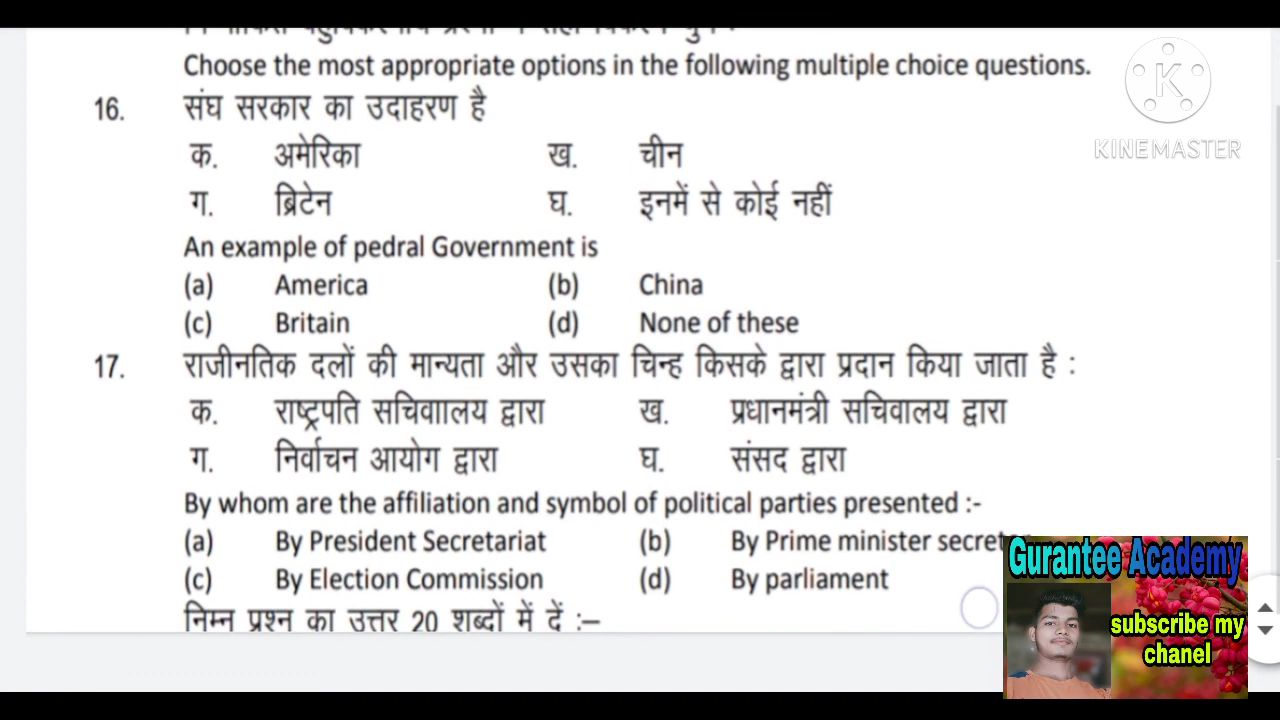 Choose the most appropriate options in the following multiple choice questions.
KINEMASTER
16. संघ सरकार का उदाहरण है
क. अमेरिका ख. चीन
ग. ब्रिटेन घ. इनमें से कोई नहीं
An example of pedral Government is
(a) America (b) China
(c) Britain (d) None of these
17. राजीनतिक दलों की मान्यता और उसका चिन्ह किसके द्वारा प्रदान किया जाता है :
क. राष्ट्रपति सचिवाालय द्वारा ख. प्रधानमंत्री सचिवालय द्वारा
ग. निर्वाचन आयोग द्वारा घ. संसद द्वारा
By whom are the affiliation and symbol of political parties presented :-
(a) By President Secretariat (b) By Prime minister
(c) By Election Commission (d) By parliament
निम्न प्रश्न का उत्तर 20 शब्दों में दें :–
Gurantee Academy
subscribe my
chanel